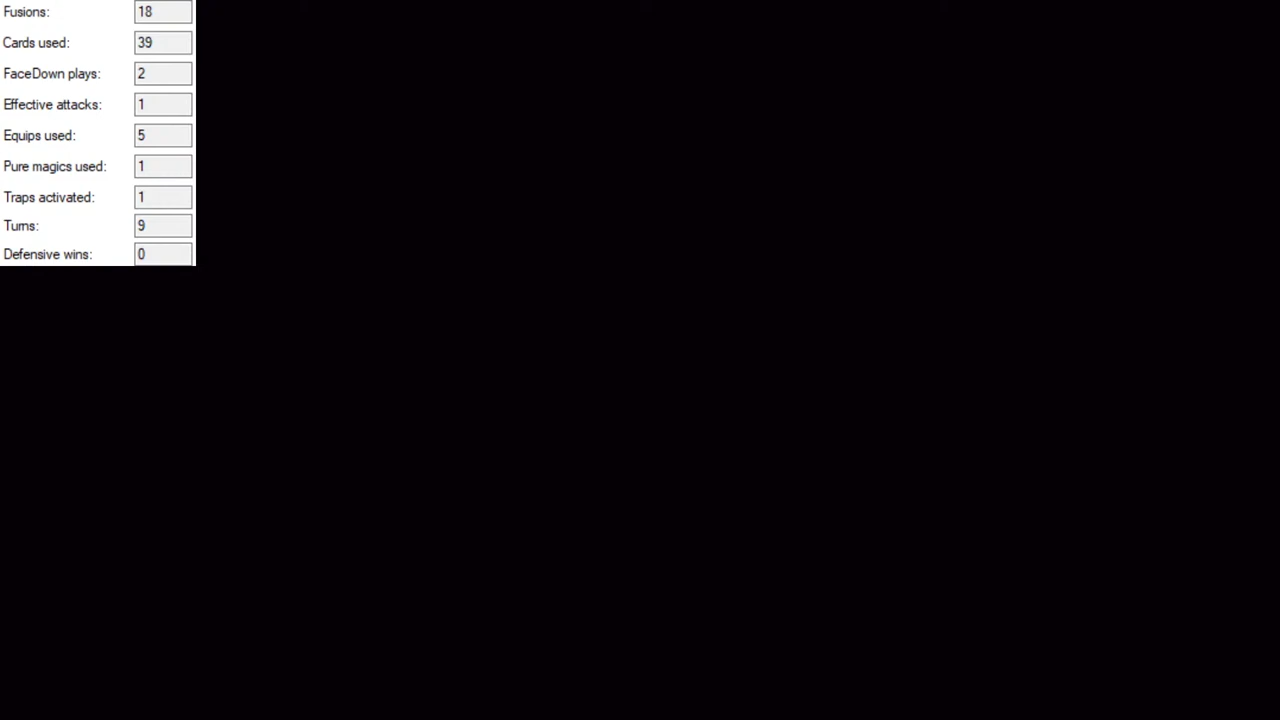 Fusions: 18
Cards used: 39
FaceDown plays: 2
Effective attacks: 1
Equips used: 5
Pure magics used: 1
Traps activated: 1
Turns: 9
Defensive wins: 0